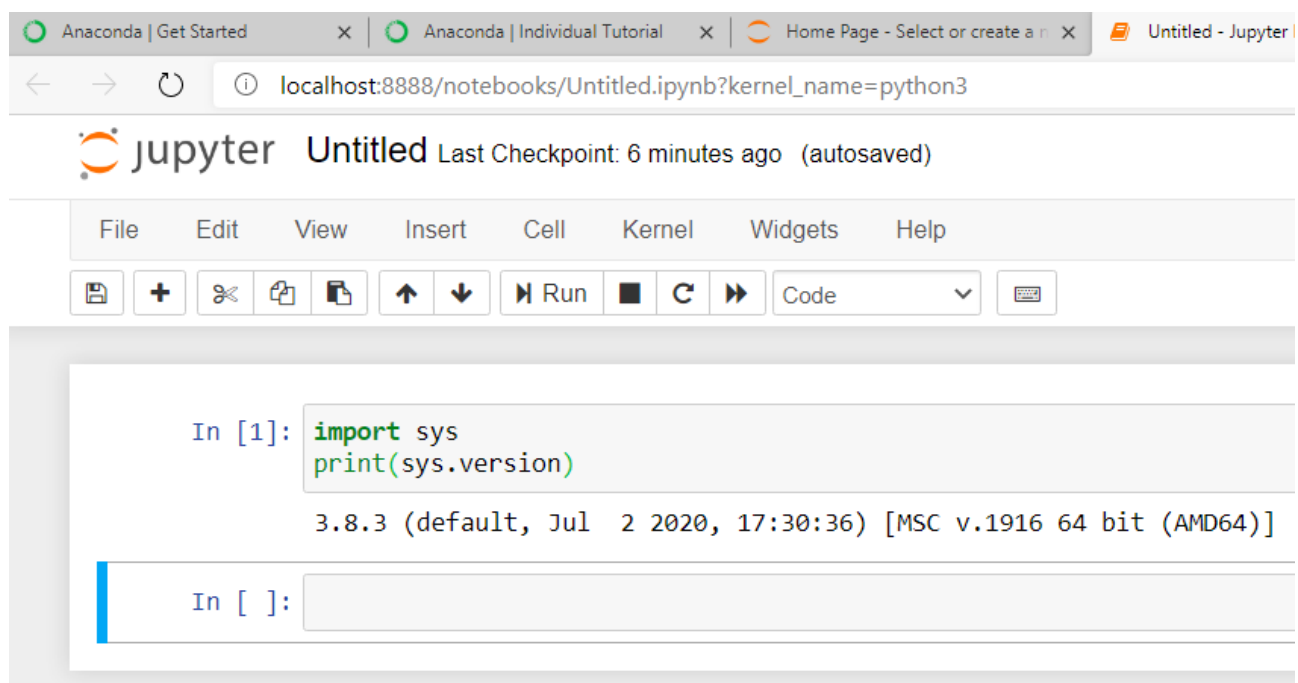 Anaconda | Get Started Anaconda | Individual Tutorial Home Page - Select or create a n Untitled - Jupyter
localhost:8888/notebooks/Untitled.ipynb?kernel_name=python3
jupyter Untitled Last Checkpoint: 6 minutes ago (autosaved)
File Edit View Insert Cell Kernel Widgets Help
Run Code
In [1]: import sys
print(sys.version)
3.8.3 (default, Jul  2 2020, 17:30:36) [MSC v.1916 64 bit (AMD64)]
In [ ]: